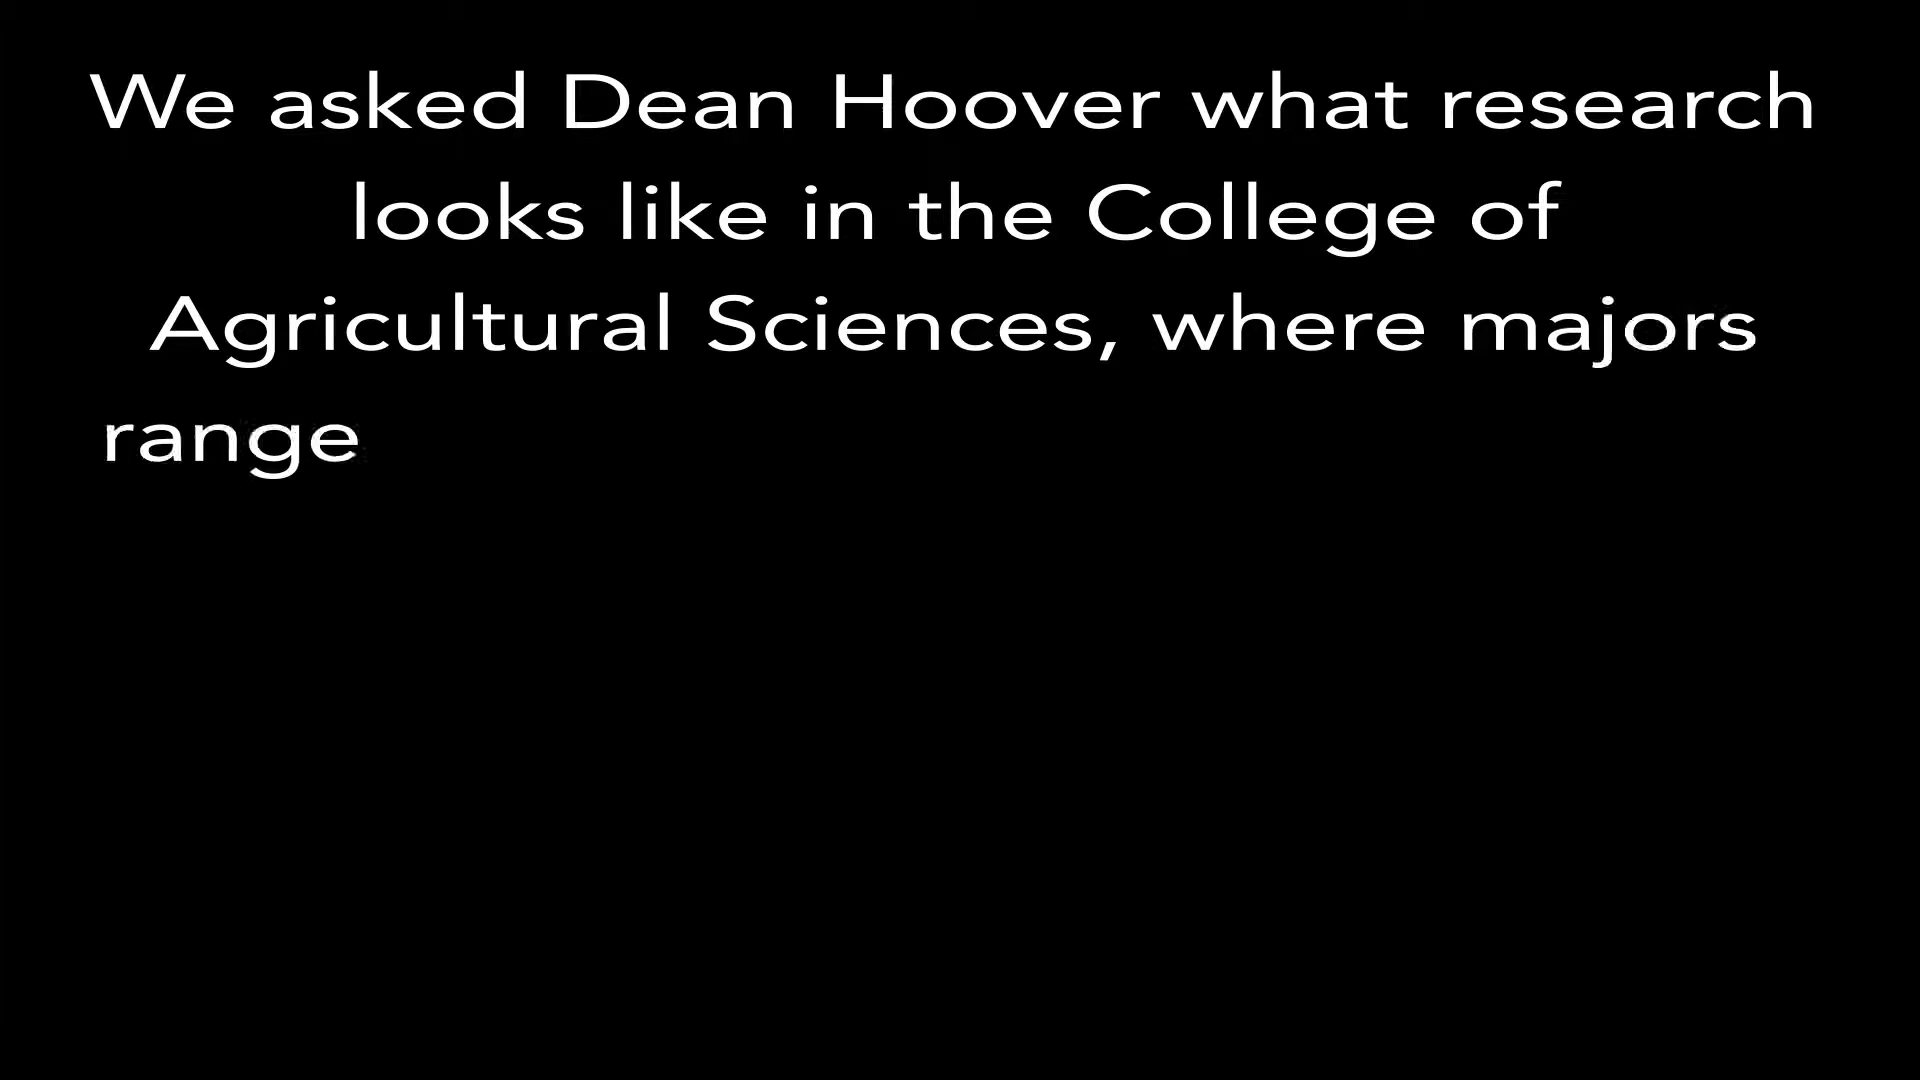 We asked Dean Hoover what research
looks like in the College of
Agricultural Sciences, where majors
range